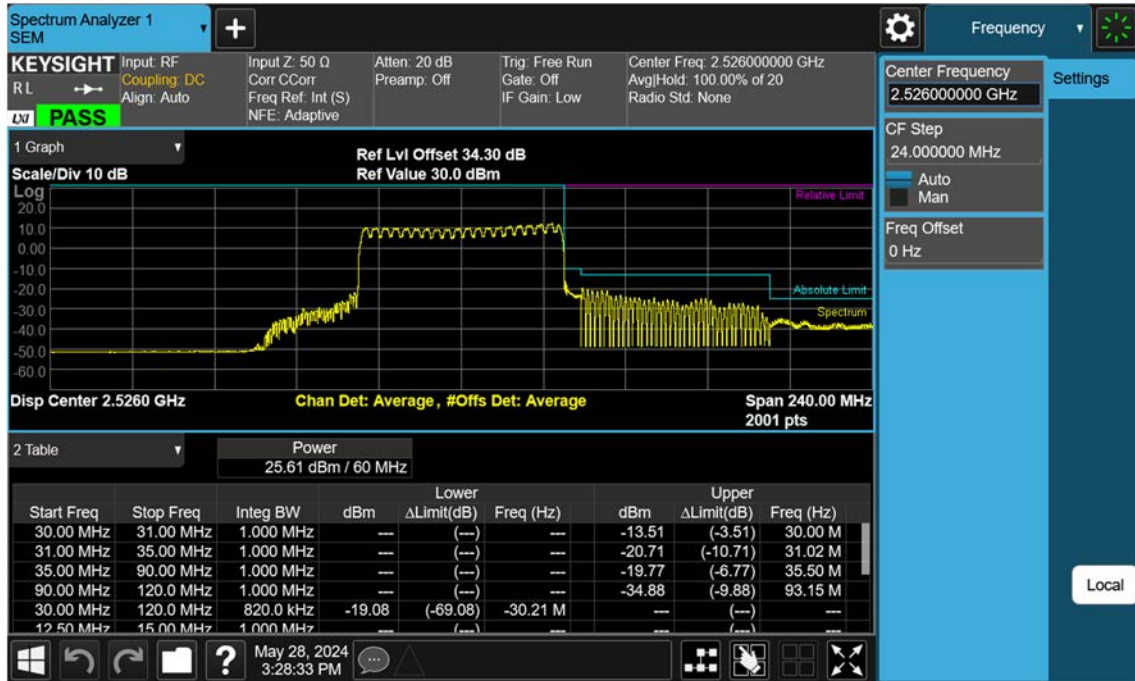 Spectrum Analyzer 1
SEM
+
Frequency
KEYSIGHT
RL
LXI PASS
Input: RF
Coupling: DC
Align: Auto
Input Z: 50 Ω
Corr CCorr
Freq Ref: Int (S)
NFE: Adaptive
Atten: 20 dB
Preamp: Off
Trig: Free Run
Gate: Off
IF Gain: Low
Center Freq: 2.526000000 GHz
Avg|Hold: 100.00% of 20
Radio Std: None
Center Frequency
2.526000000 GHz
Settings
CF Step
24.000000 MHz
Auto
Man
Freq Offset
0 Hz
Local
1 Graph
Scale/Div 10 dB
Ref Lvl Offset 34.30 dB
Ref Value 30.0 dBm
Log
20.0
10.0
0.00
-10.0
-20.0
-30.0
-40.0
-50.0
-60.0
Relative Limit
Absolute Limit
Spectrum
Disp Center 2.5260 GHz Chan Det: Average, #Offs Det: Average Span 240.00 MHz
2001 pts
2 Table
Power
25.61 dBm / 60 MHz
Lower Upper
Start Freq Stop Freq Integ BW dBm ΔLimit(dB) Freq (Hz) dBm ΔLimit(dB) Freq (Hz)
30.00 MHz 31.00 MHz 1.000 MHz --- (---) --- -13.51 (-3.51) 30.00 M
31.00 MHz 35.00 MHz 1.000 MHz --- (---) --- -20.71 (-10.71) 31.02 M
35.00 MHz 90.00 MHz 1.000 MHz --- (---) --- -19.77 (-6.77) 35.50 M
90.00 MHz 120.0 MHz 1.000 MHz --- (---) --- -34.88 (-9.88) 93.15 M
30.00 MHz 120.0 MHz 820.0 kHz -19.08 (-69.08) -30.21 M --- (---) ---
12.50 MHz 15.00 MHz 1.000 MHz --- (---) --- --- (---) ---
?
May 28, 2024
3:28:33 PM